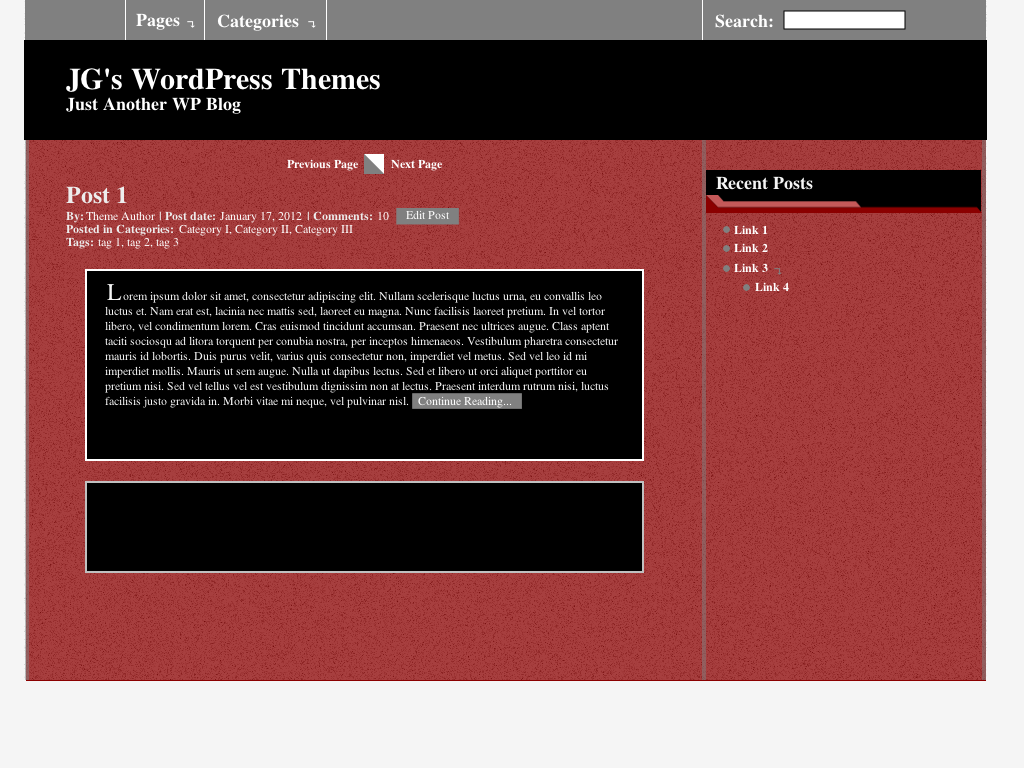 Pages
Categories
Search:
JG's WordPress Themes
Just Another WP Blog
Previous Page
Next Page
Post 1
By: Theme Author | Post date: January 17, 2012 | Comments: 10 Edit Post
Posted in Categories: Category I, Category II, Category III
Tags: tag 1, tag 2, tag 3
Lorem ipsum dolor sit amet, consectetur adipiscing elit. Nullam scelerisque luctus urna, eu convallis leo
luctus et. Nam erat est, lacinia nec mattis sed, laoreet eu magna. Nunc facilisis laoreet pretium. In vel tortor
libero, vel condimentum lorem. Cras euismod tincidunt accumsan. Praesent nec ultrices augue. Class aptent
taciti sociosqu ad litora torquent per conubia nostra, per inceptos himenaeos. Vestibulum pharetra consectetur
mauris id lobortis. Duis purus velit, varius quis consectetur non, imperdiet vel metus. Sed vel leo id mi
imperdiet mollis. Mauris ut sem augue. Nulla ut dapibus lectus. Sed et libero ut orci aliquet porttitor eu
pretium nisi. Sed vel tellus vel est vestibulum dignissim non at lectus. Praesent interdum rutrum nisi, luctus
facilisis justo gravida in. Morbi vitae mi neque, vel pulvinar nisl. Continue Reading...
Recent Posts
Link 1
Link 2
Link 3
Link 4